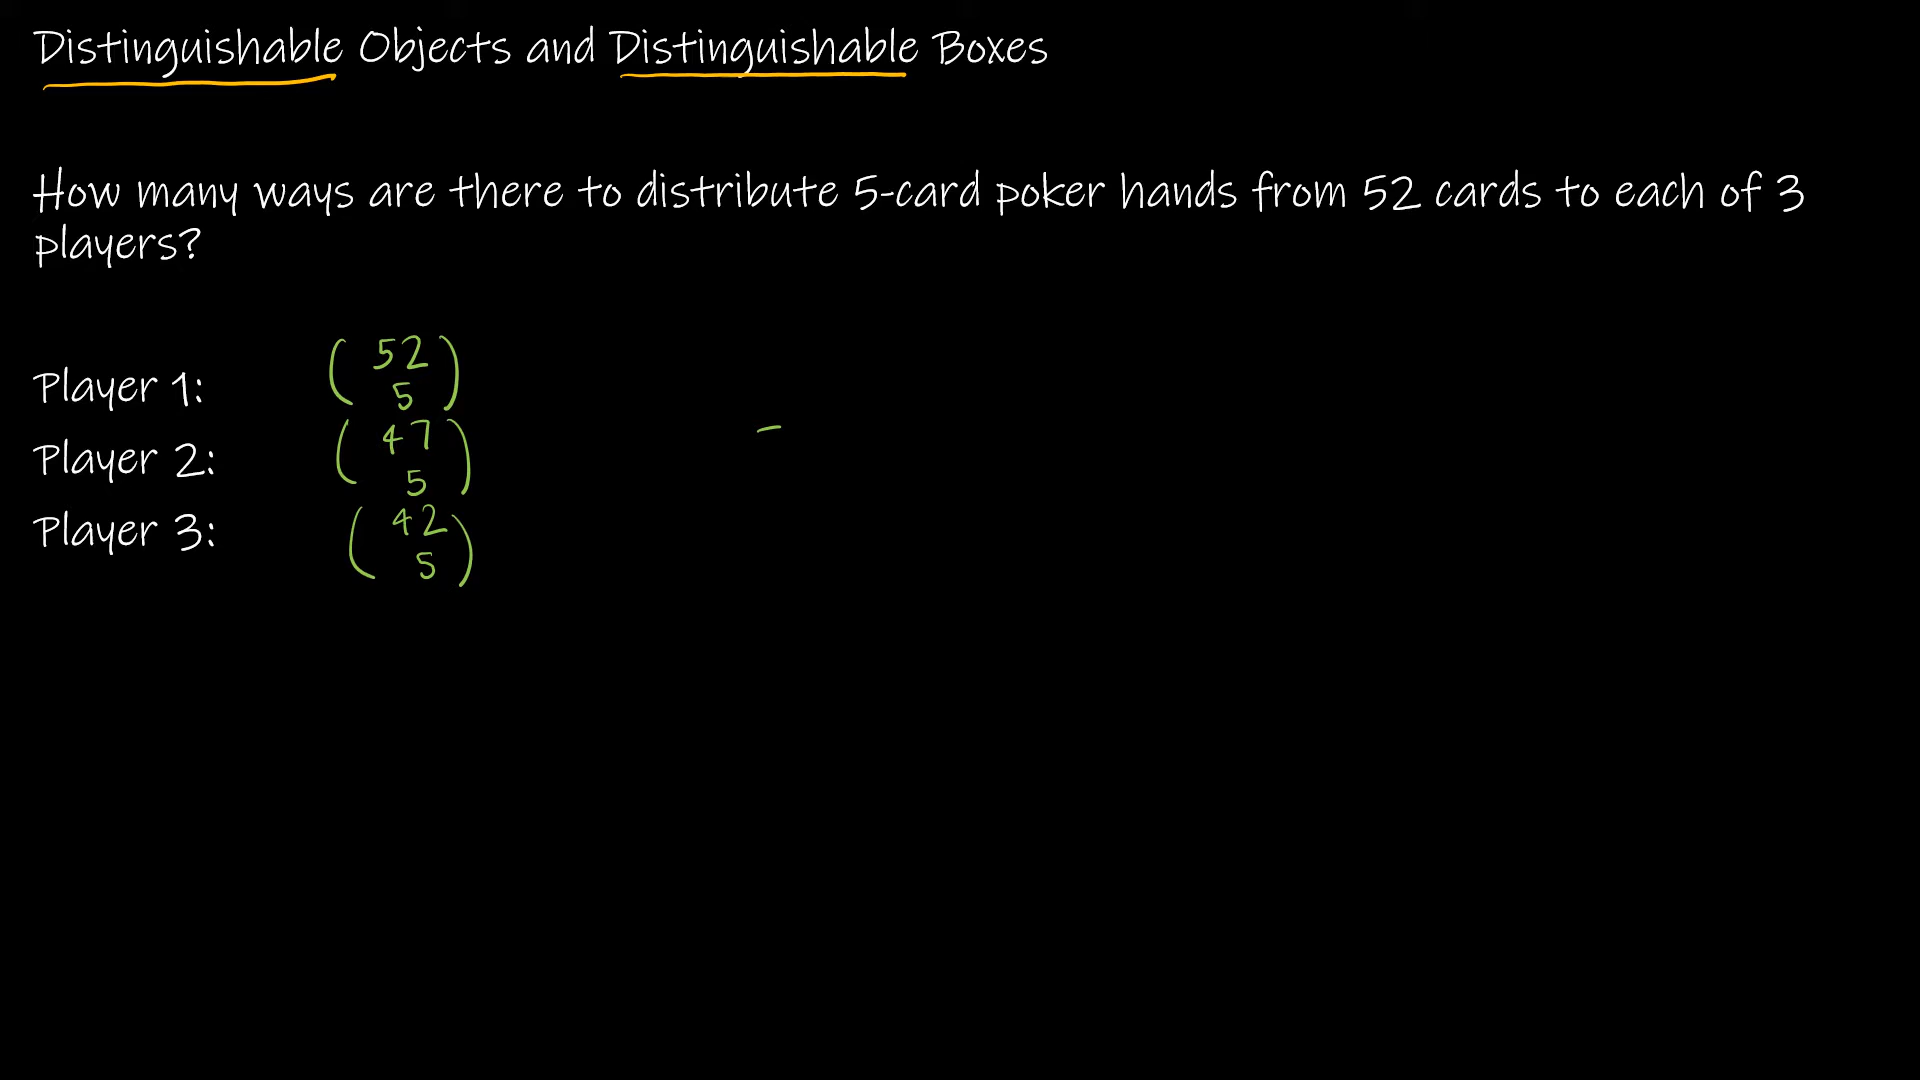 Distinguishable Objects and Distinguishable Boxes
How many ways are there to distribute 5-card poker hands from 52 cards to each of 3
players?
Player 1: (52
5)
Player 2: (47
5)
Player 3: (42
5)
–